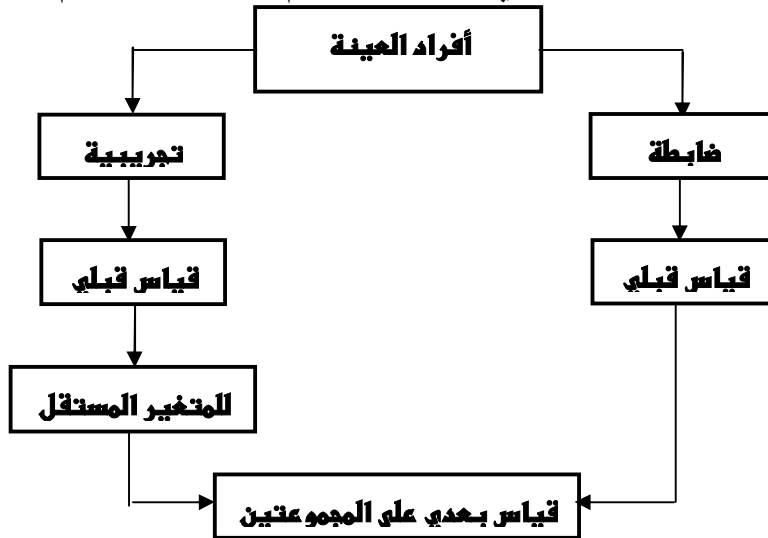 أفراد العينة
ضابطة
تجريبية
قياس قبلي
قياس قبلي
للمتغير المستقل
قياس بعدي على المجموعتين